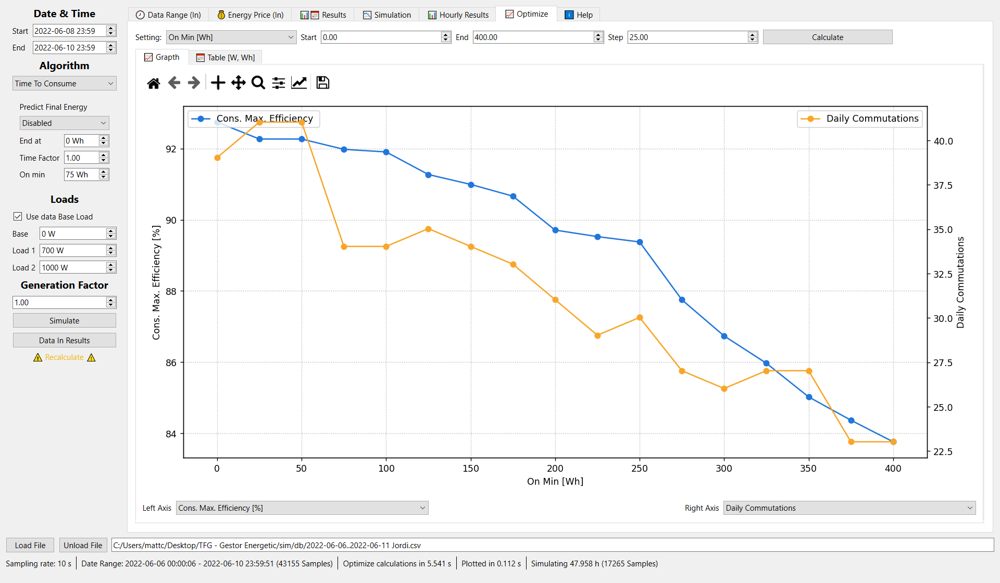 Date & Time
Start 2022-06-08 23:59
End 2022-06-10 23:59
Algorithm
Time To Consume
Predict Final Energy
Disabled
End at 0 Wh
Time Factor 1.00
On min 75 Wh
Loads
Use data Base Load
Base 0 W
Load 1 700 W
Load 2 1000 W
Generation Factor
1.00
Simulate
Data In Results
Recalculate
Data Range (In) Energy Price (In) Results Simulation Hourly Results Optimize Help
Setting: On Min [Wh] Start 0.00 End 400.00 Step 25.00 Calculate
Grapth Table [W, Wh]
Cons. Max. Efficiency
Daily Commutations
92
90
88
86
84
Cons. Max. Efficiency [%]
40.0
37.5
35.0
32.5
30.0
27.5
25.0
22.5
Daily Commutations
0 50 100 150 200 250 300 350 400
On Min [Wh]
Left Axis Cons. Max. Efficiency [%] Right Axis Daily Commutations
Load File Unload File C:/Users/mattc/Desktop/TFG - Gestor Energetic/sim/db/2022-06-06..2022-06-11 Jordi.csv
Sampling rate: 10 s Date Range: 2022-06-06 00:00:06 - 2022-06-10 23:59:51 (43155 Samples) Optimize calculations in 5.541 s Plotted in 0.112 s Simulating 47.958 h (17265 Samples)